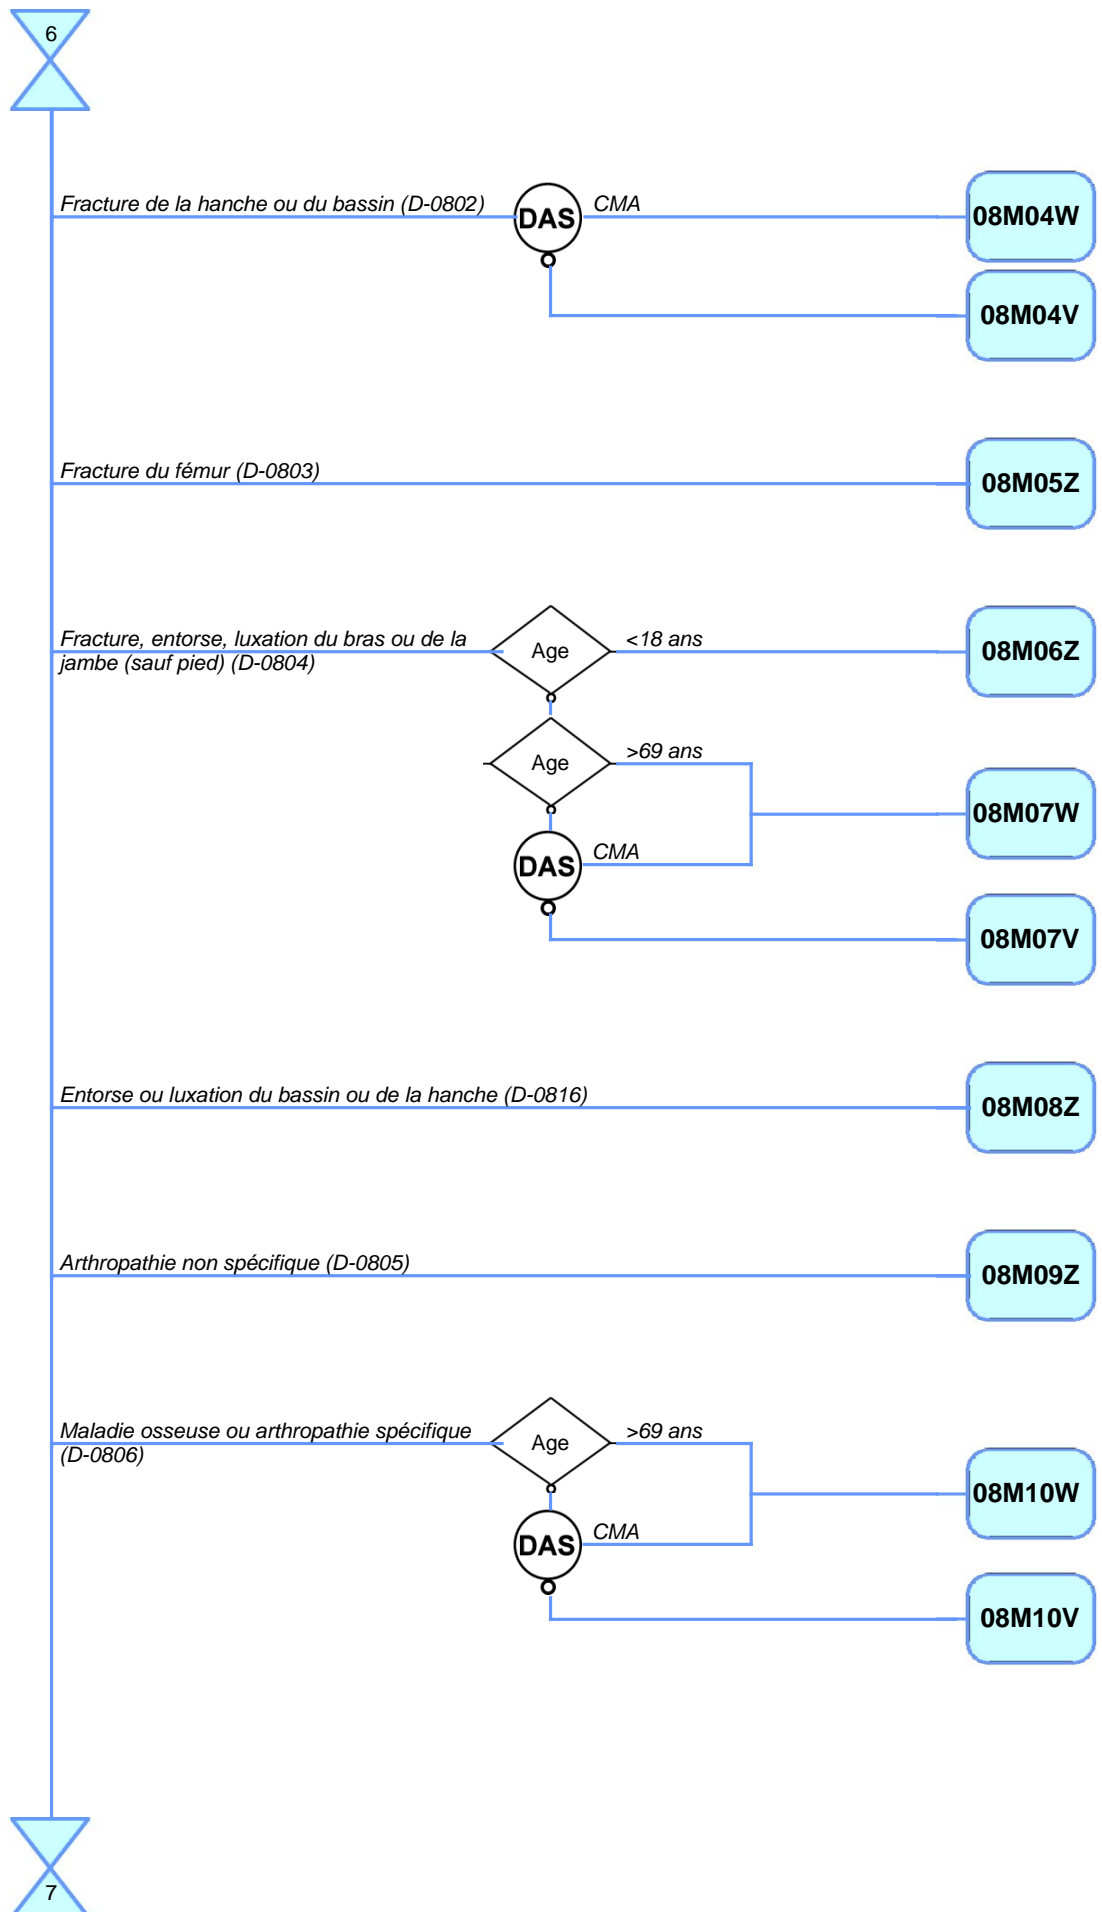 6
Fracture de la hanche ou du bassin (D-0802)
DAS
CMA
08M04W
08M04V
Fracture du fémur (D-0803)
08M05Z
Fracture, entorse, luxation du bras ou de la
jambe (sauf pied) (D-0804)
Age
<18 ans
08M06Z
Age
>69 ans
08M07W
DAS
CMA
08M07V
Entorse ou luxation du bassin ou de la hanche (D-0816)
08M08Z
Arthropathie non spécifique (D-0805)
08M09Z
Maladie osseuse ou arthropathie spécifique
(D-0806)
Age
>69 ans
08M10W
DAS
CMA
08M10V
7